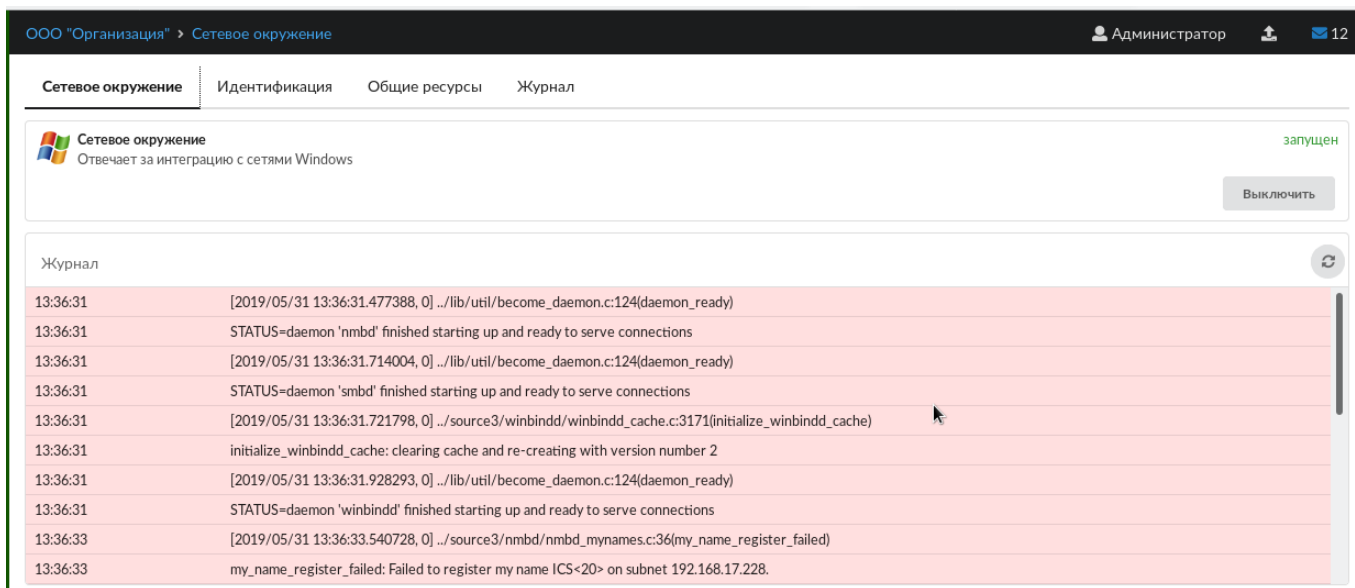 ООО "Организация" > Сетевое окружение Администратор 12
Сетевое окружение Идентификация Общие ресурсы Журнал
Сетевое окружение запущен
Отвечает за интеграцию с сетями Windows
Выключить
Журнал
13:36:31 [2019/05/31 13:36:31.477388, 0] ../lib/util/become_daemon.c:124(daemon_ready)
13:36:31 STATUS=daemon 'nmbd' finished starting up and ready to serve connections
13:36:31 [2019/05/31 13:36:31.714004, 0] ../lib/util/become_daemon.c:124(daemon_ready)
13:36:31 STATUS=daemon 'smbd' finished starting up and ready to serve connections
13:36:31 [2019/05/31 13:36:31.721798, 0] ../source3/winbindd/winbindd_cache.c:3171(initialize_winbindd_cache)
13:36:31 initialize_winbindd_cache: clearing cache and re-creating with version number 2
13:36:31 [2019/05/31 13:36:31.928293, 0] ../lib/util/become_daemon.c:124(daemon_ready)
13:36:31 STATUS=daemon 'winbindd' finished starting up and ready to serve connections
13:36:33 [2019/05/31 13:36:33.540728, 0] ../source3/nmbd/nmbd_mynames.c:36(my_name_register_failed)
13:36:33 my_name_register_failed: Failed to register my name ICS<20> on subnet 192.168.17.228.